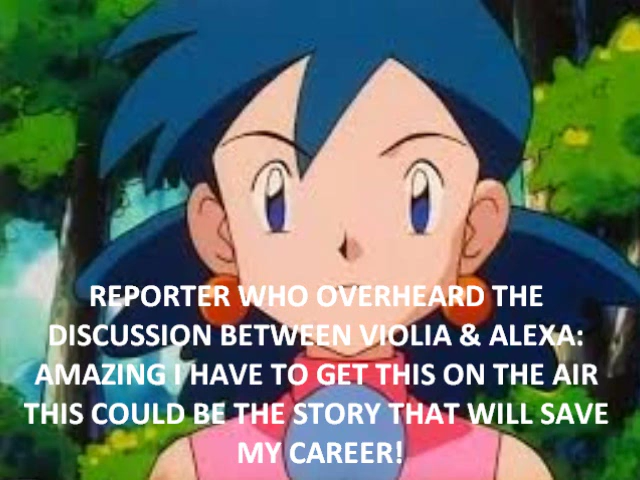 REPORTER WHO OVERHEARD THE
DISCUSSION BETWEEN VIOLIA & ALEXA:
AMAZING I HAVE TO GET THIS ON THE AIR
THIS COULD BE THE STORY THAT WILL SAVE
MY CAREER!